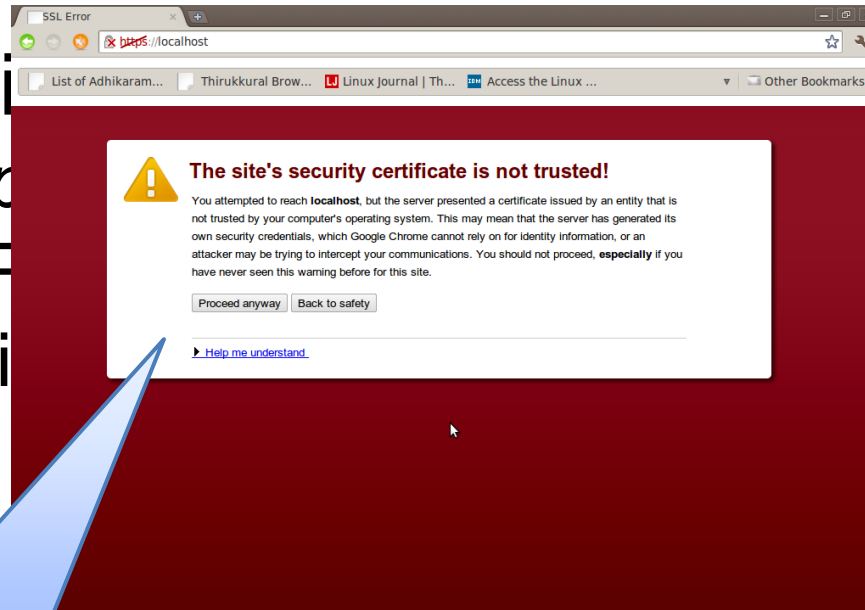 SSL Error
https://localhost
List of Adhikaram... Thirukkural Brow... LJ Linux Journal | Th... IBM Access the Linux ... Other Bookmarks
The site's security certificate is not trusted!
You attempted to reach localhost, but the server presented a certificate issued by an entity that is
not trusted by your computer's operating system. This may mean that the server has generated its
own security credentials, which Google Chrome cannot rely on for identity information, or an
attacker may be trying to intercept your communications. You should not proceed, especially if you
have never seen this warning before for this site.
Proceed anyway Back to safety
Help me understand